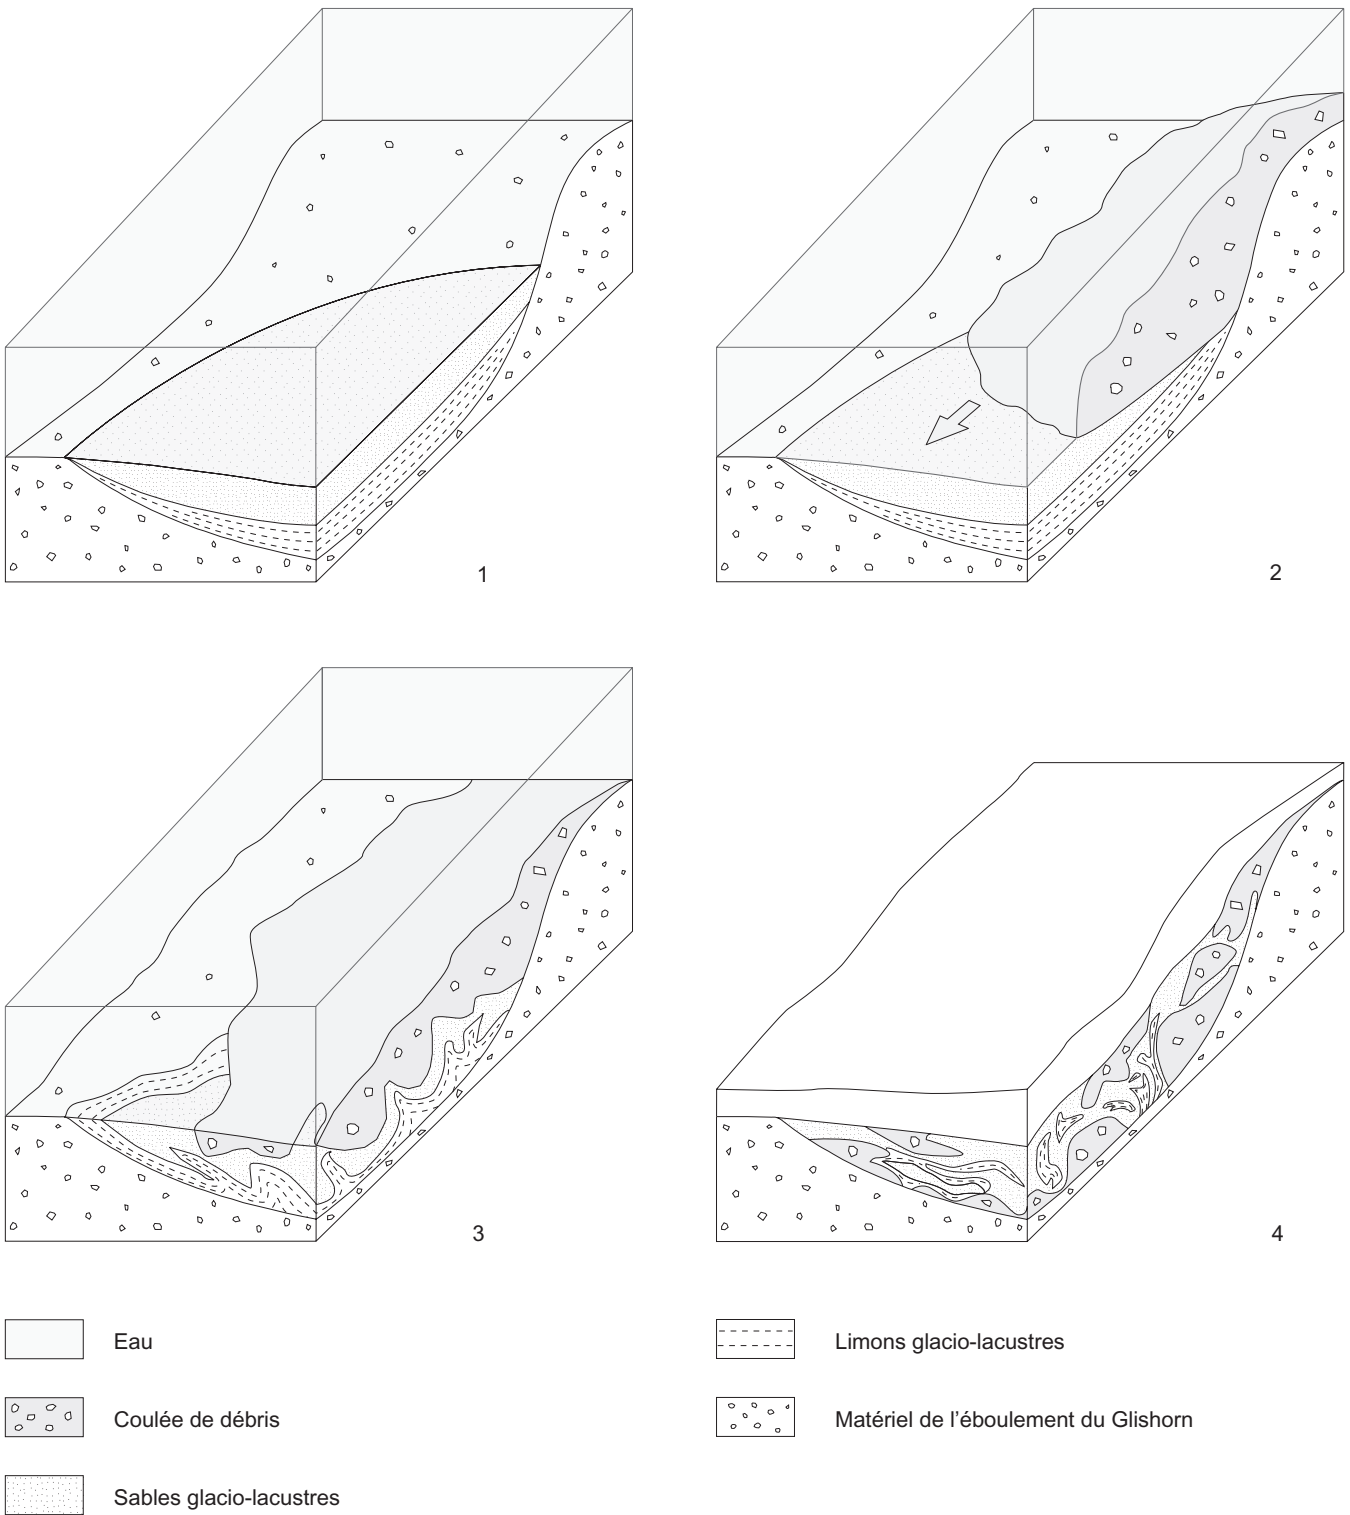 1
2
3
4
Eau
Coulée de débris
Sables glacio-lacustres
Limons glacio-lacustres
Matériel de l'éboulement du Glishorn